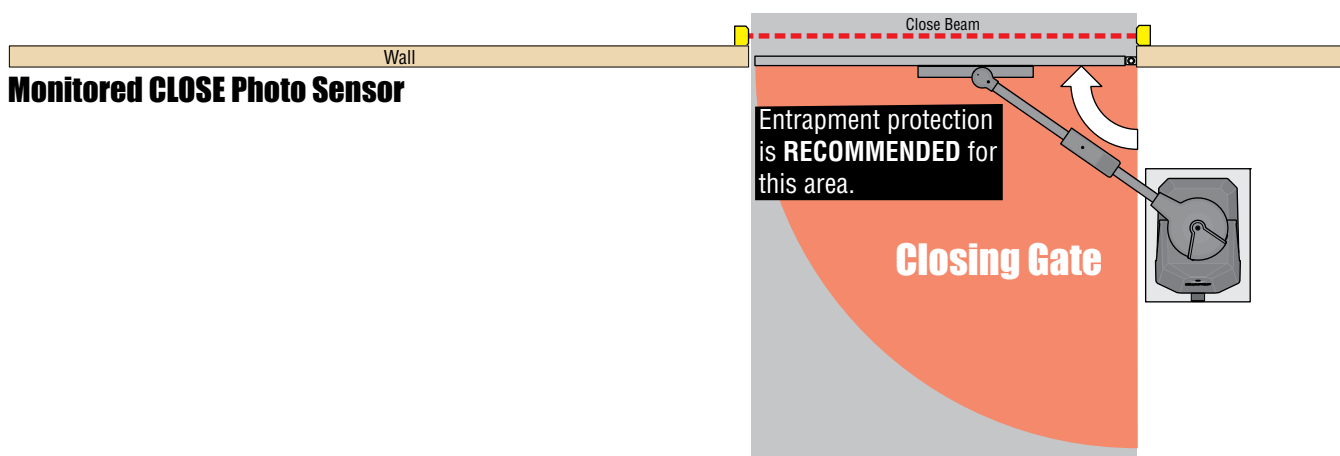 Close Beam
Wall
Monitored CLOSE Photo Sensor
Entrapment protection
is RECOMMENDED for
this area.
Closing Gate